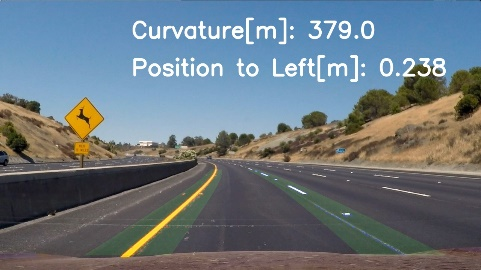 Curvature[m]: 379.0
Position to Left[m]: 0.238